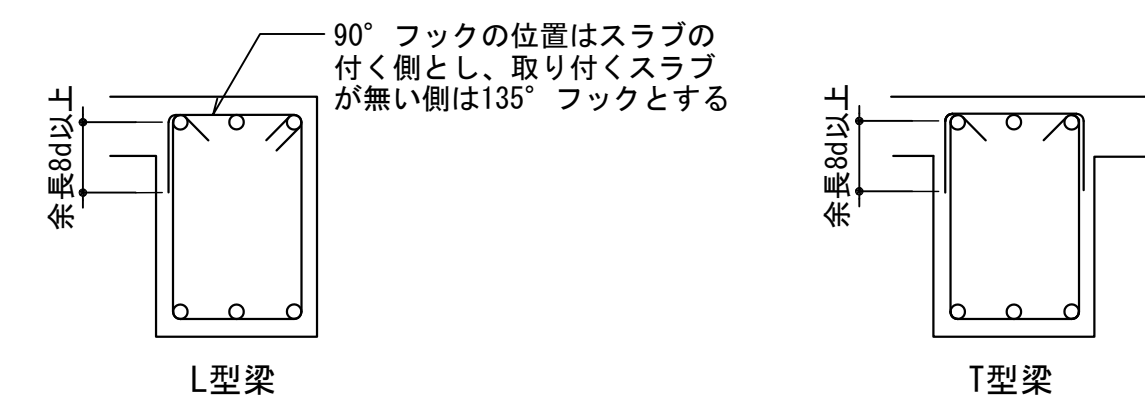 90° フックの位置はスラブの
付く側とし、取り付くスラブ
が無い側は135° フックとする
余長8d以上
余長8d以上
L型梁
T型梁